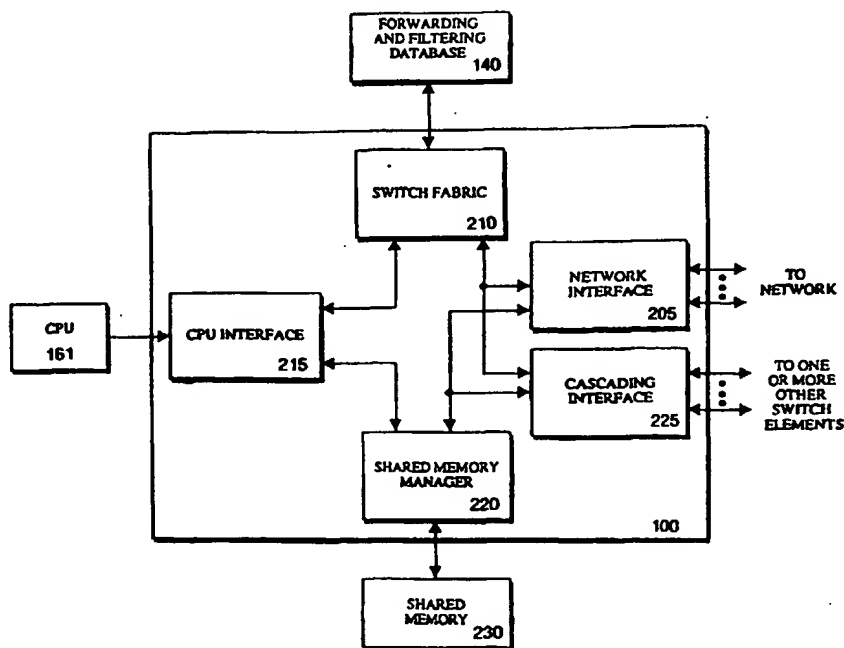 FORWARDING
AND FILTERING
DATABASE
140
SWITCH FABRIC
210
NETWORK
INTERFACE
205
TO
NETWORK
CPU
161
CPU INTERFACE
215
CASCADING
INTERFACE
225
TO ONE
OR MORE
OTHER
SWITCH
ELEMENTS
SHARED MEMORY
MANAGER
220
100
SHARED
MEMORY
230